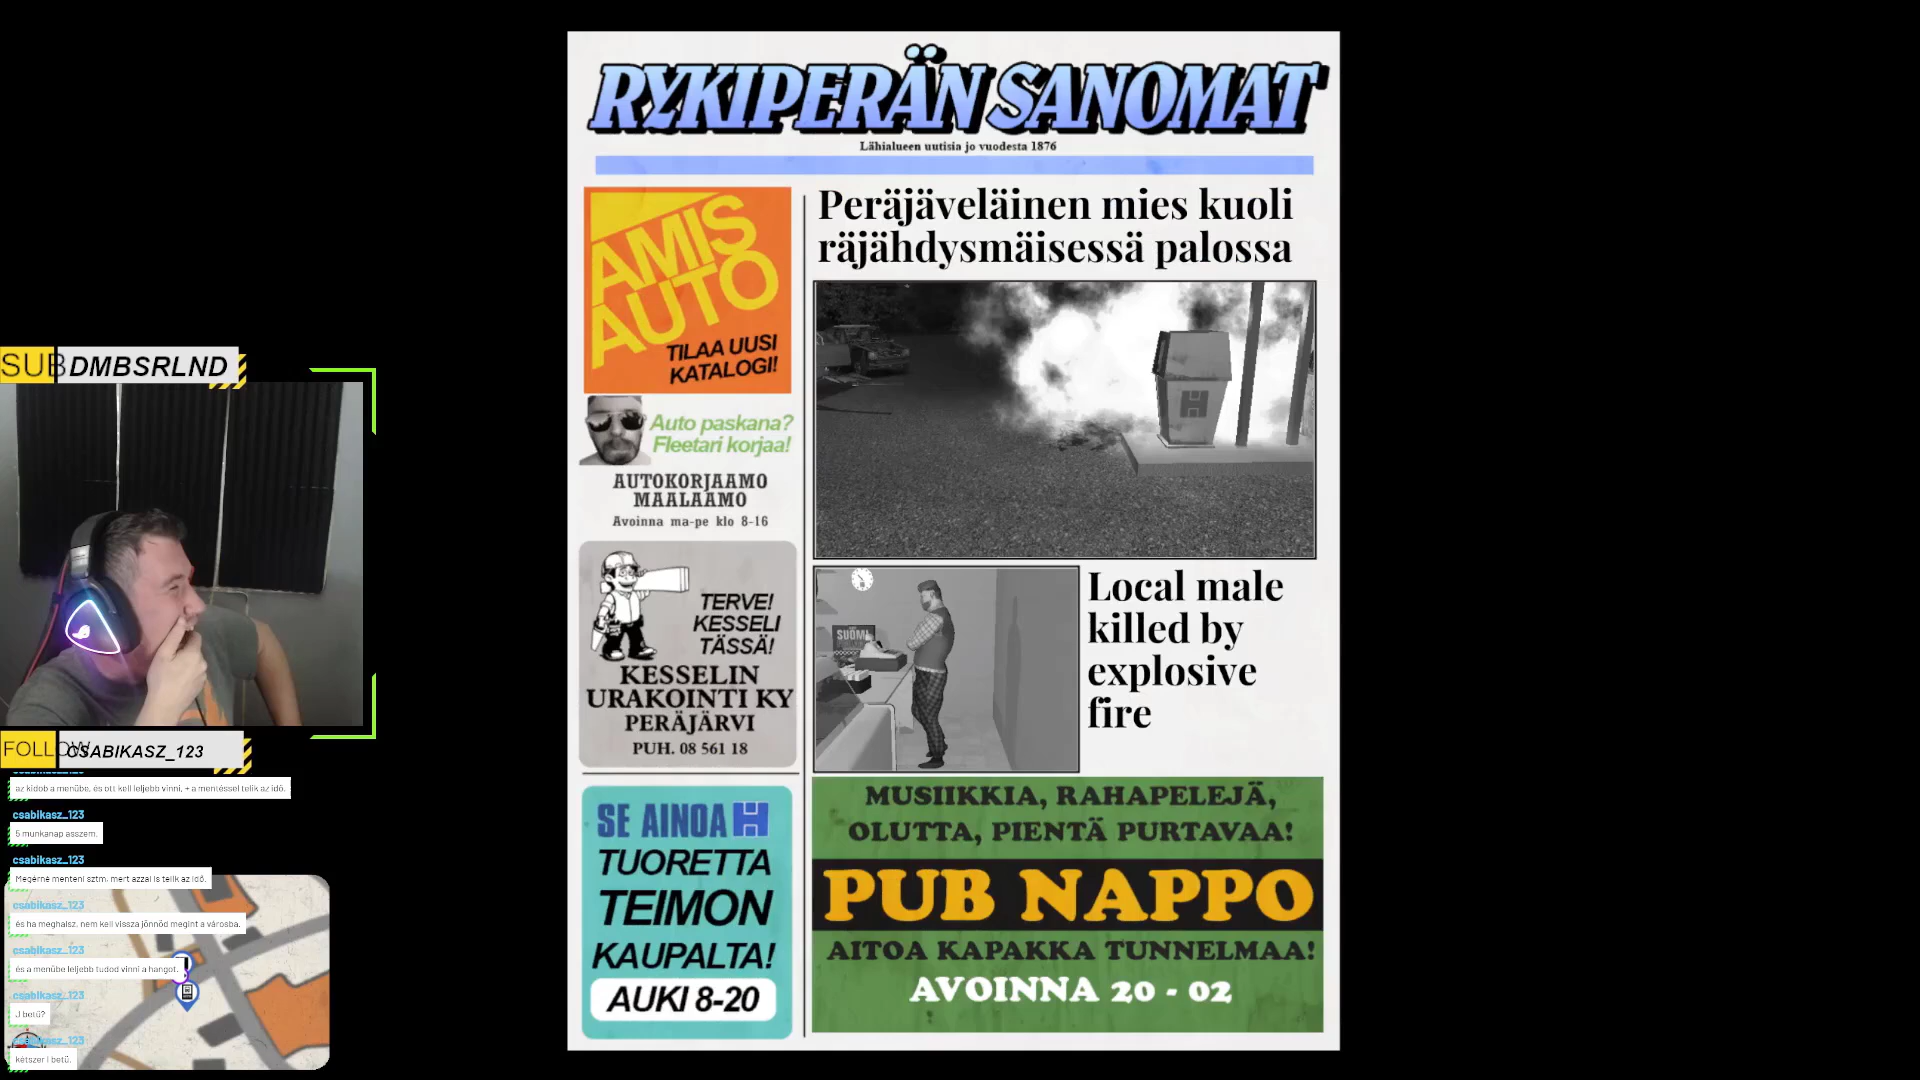 RYKIPERÄN SANOMAT
Lähialueen uutisia jo vuodesta 1876
AMIS
AUTO
TILAA UUSI
KATALOGI!
Auto paskana?
Fleetari korjaa!
AUTOKORJAAMO
MAALAAMO
Avoinna ma-pe klo 8-16
TERVE!
KESSELI
TÄSSÄ!
KESSELIN
URAKOINTI KY
PERÄJÄRVI
PUH. 08 561 18
SE AINOA H
TUORETTA
TEIMON
KAUPALTA!
AUKI 8-20
Peräjäveläinen mies kuoli
räjähdysmäisessä palossa
H
SUOMI
Local male
killed by
explosive
fire
MUSIIKKIA, RAHAPELEJÄ,
OLUTTA, PIENTÄ PURTAVAA!
PUB NAPPO
AITOA KAPAKKA TUNNELMAA!
AVOINNA 20 - 02
SUB DMBSRLND
FOLLOW CSABIKASZ_123
az kidob a menübe, és ott kell leljebb vinni, + a mentéssel telik az idő.
csabikasz_123
5 munkanap asszem.
csabikasz_123
Megérné menteni sztm, mert azzal is telik az idő.
csabikasz_123
és ha meghalsz, nem kell vissza jönnöd megint a városba.
csabikasz_123
és a menübe leljebb tudod vinni a hangot.
csabikasz_123
J betű?
csabikasz_123
kétszer I betű.